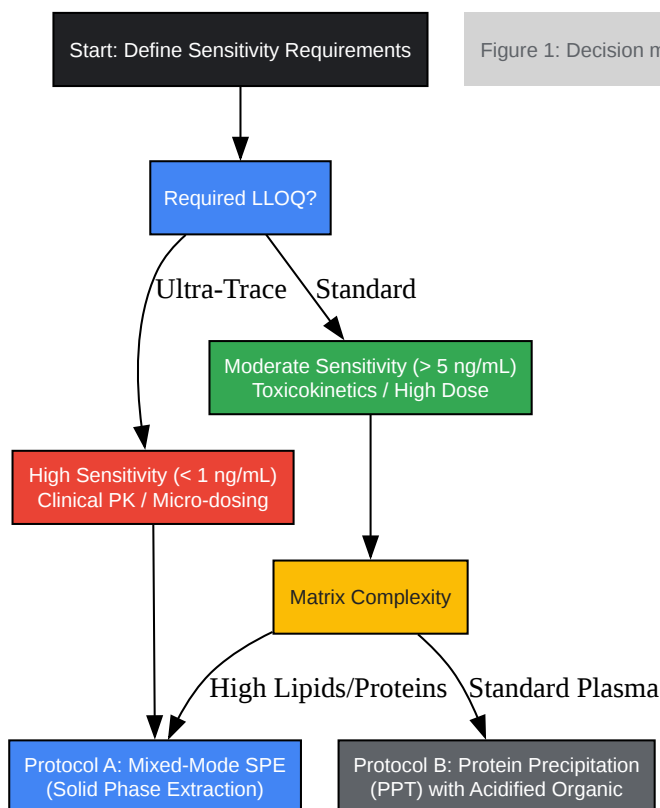 Start: Define Sensitivity Requirements
Figure 1: Decision
Required LLOQ?
Ultra-Trace
Standard
Moderate Sensitivity (> 5 ng/mL)
Toxicokinetics / High Dose
High Sensitivity (< 1 ng/mL)
Clinical PK / Micro-dosing
Matrix Complexity
High Lipids/Proteins
Standard Plasma
Protocol A: Mixed-Mode SPE
(Solid Phase Extraction)
Protocol B: Protein Precipitation
(PPT) with Acidified Organic